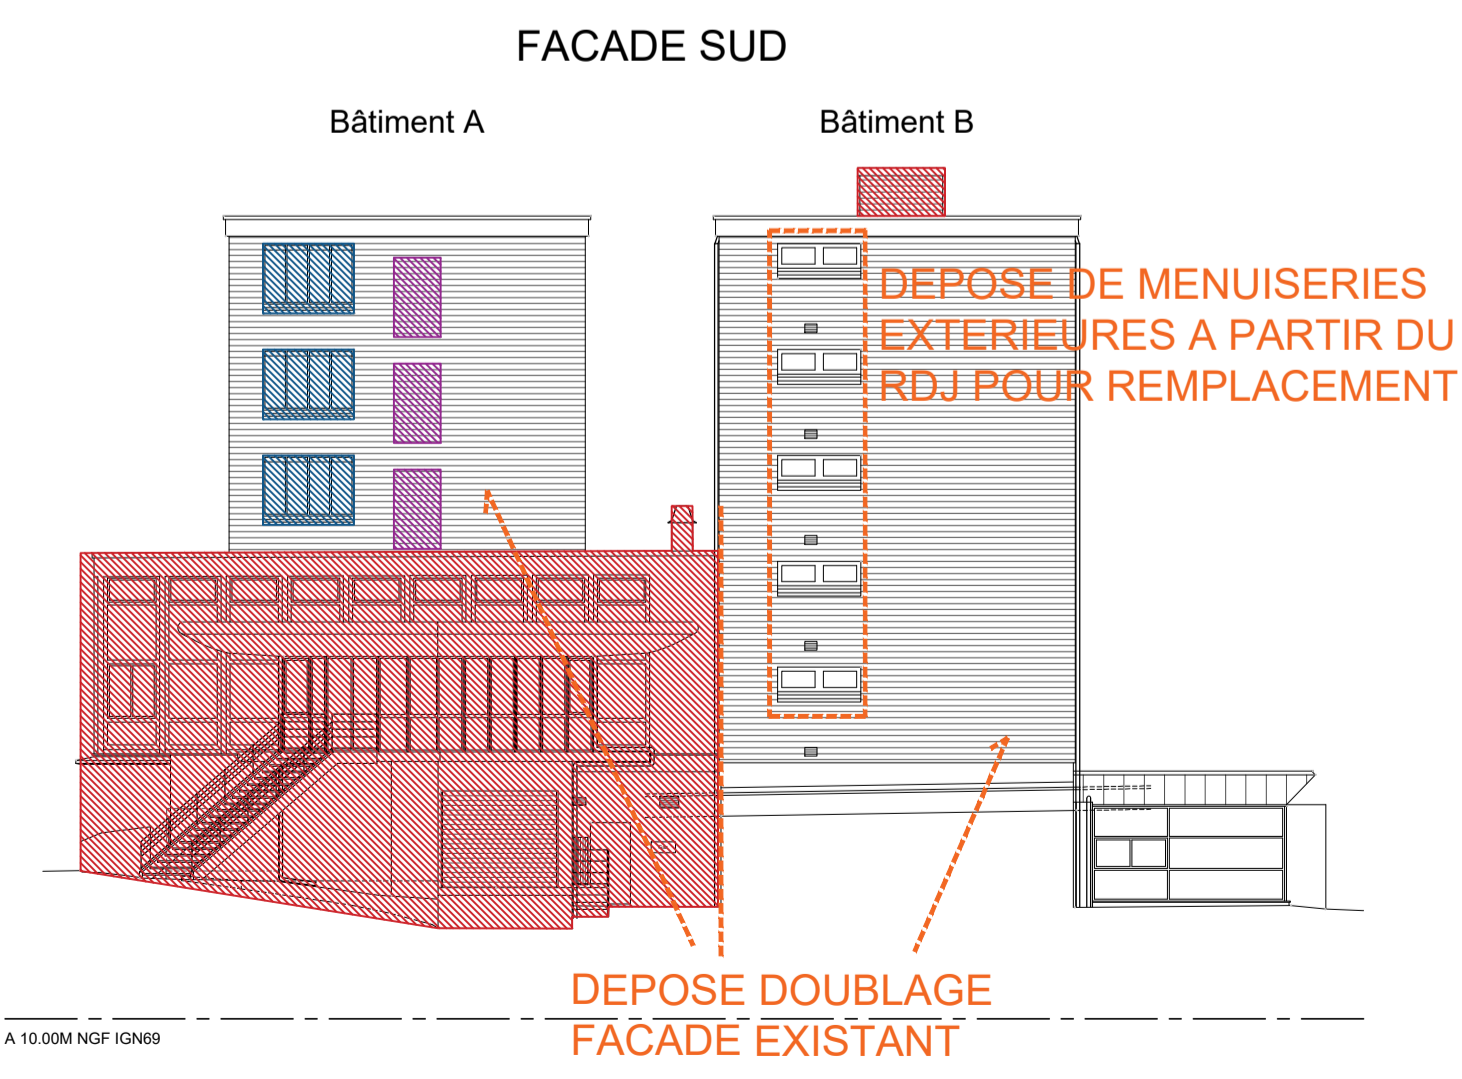 FACADE SUD
Bâtiment A
Bâtiment B
DEPOSE DE MENUISERIES
EXTERIEURES A PARTIR DU
RDJ POUR REMPLACEMENT
DEPOSE DOUBLAGE
FACADE EXISTANT
A 10.00M NGF IGN69